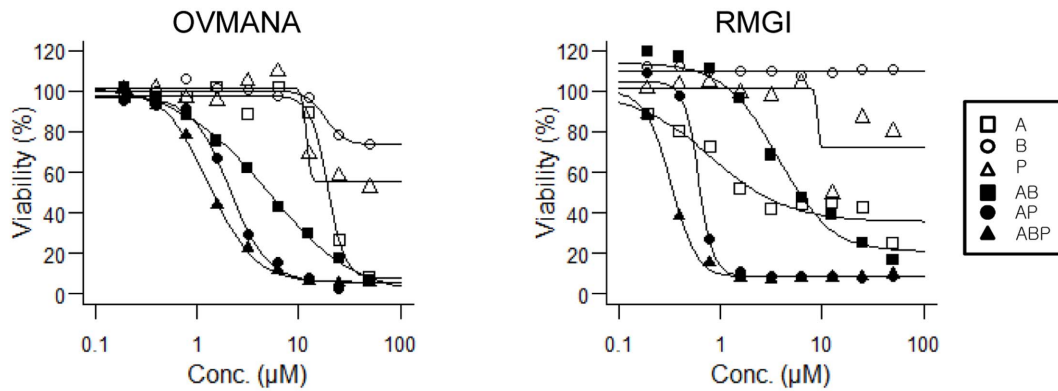 OVMANA
RMGI
Viability (%)
120
100
80
60
40
20
0
0.1 1 10 100
Conc. (µM)
Viability (%)
120
100
80
60
40
20
0
0.1 1 10 100
Conc. (µM)
A
B
P
AB
AP
ABP